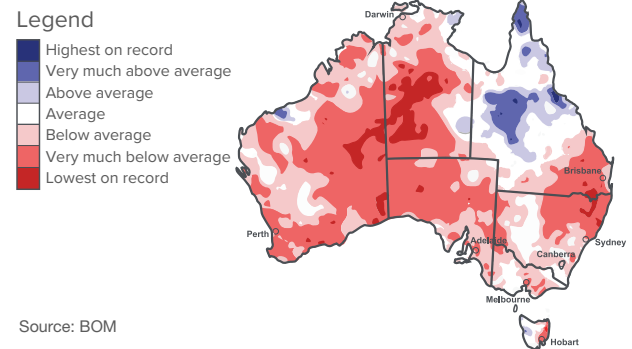 Legend
Highest on record
Very much above average
Above average
Average
Below average
Very much below average
Lowest on record
Darwin
Brisbane
Perth
Adelaide
Sydney
Canberra
Melbourne
Hobart
Source: BOM